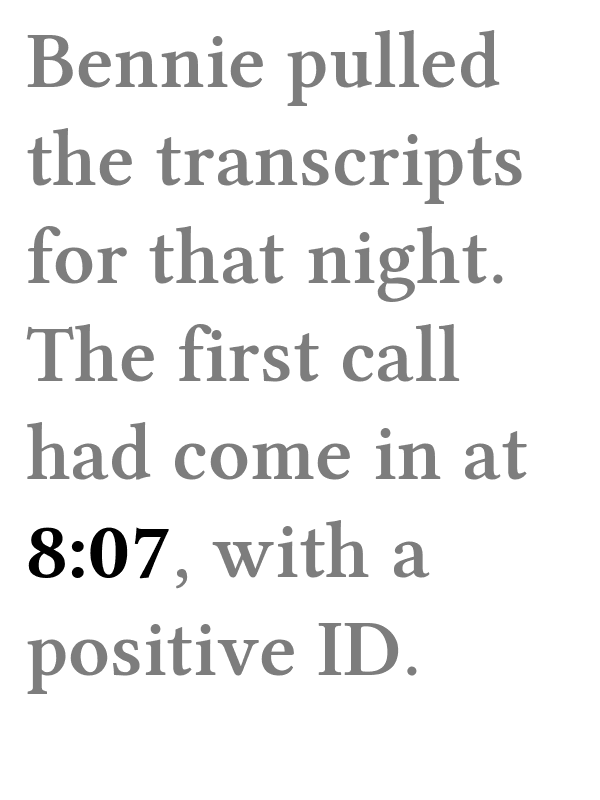 Bennie pulled
the transcripts
for that night.
The first call
had come in at
8:07, with a
positive ID.